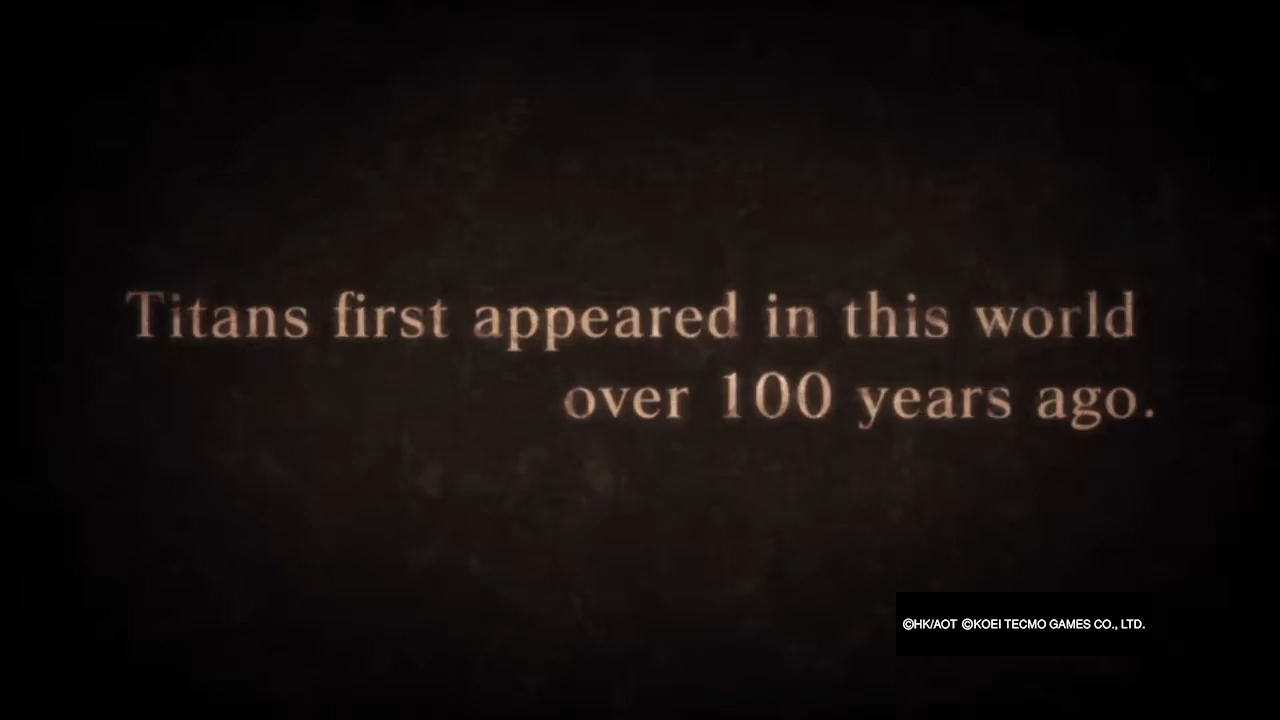 Titans first appeared in this world
over 100 years ago.
©HK/AOT ©KOEI TECMO GAMES CO., LTD.